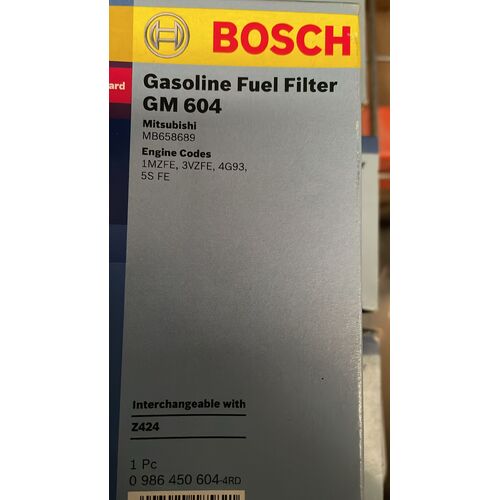 BOSCH
ard
Gasoline Fuel Filter
GM 604
Mitsubishi
MB658689
Engine Codes
1MZFE, 3VZFE, 4G93,
5S FE
Interchangeable with
Z424
1 Pc
0 986 450 604-4RD